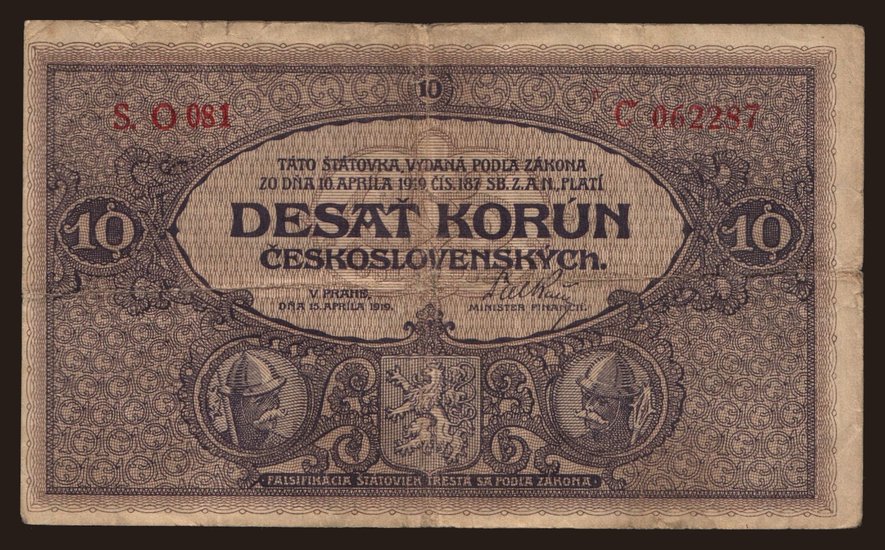 10
S. O 081 C 062287
TÁTO ŠTÁTOVKA, VYDANÁ PODĽA ZÁKONA
ZO DŇA 10. APRÍLA 1919 ČÍS. 187 SB. Z. A N., PLATÍ
10 DESAŤ KORÚN 10
ČESKOSLOVENSKÝCH.
V PRAHE,
DŇA 15. APRÍLA 1919.
MINISTER FINANCIÍ.
FALSIFIKÁCIA ŠTÁTOVIEK TRESTÁ SA PODĽA ZÁKONA.